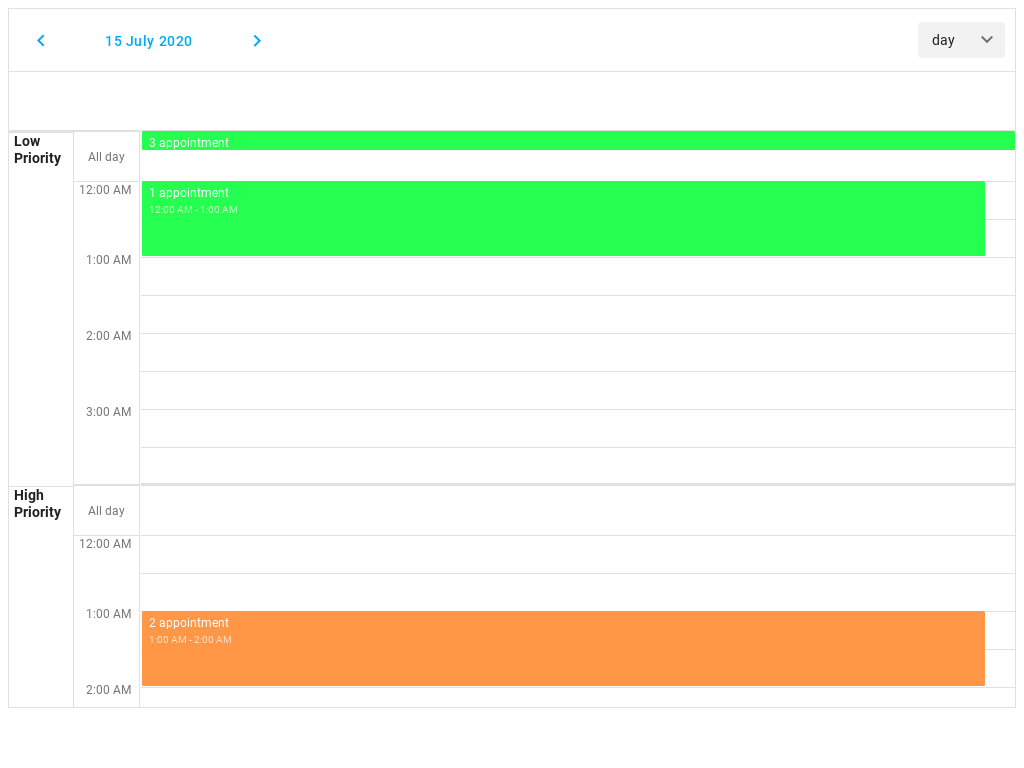 15 July 2020
day
Low
Priority
All day
3 appointment
12:00 AM
1 appointment
12:00 AM - 1:00 AM
1:00 AM
2:00 AM
3:00 AM
High
Priority
All day
12:00 AM
1:00 AM
2 appointment
1:00 AM - 2:00 AM
2:00 AM